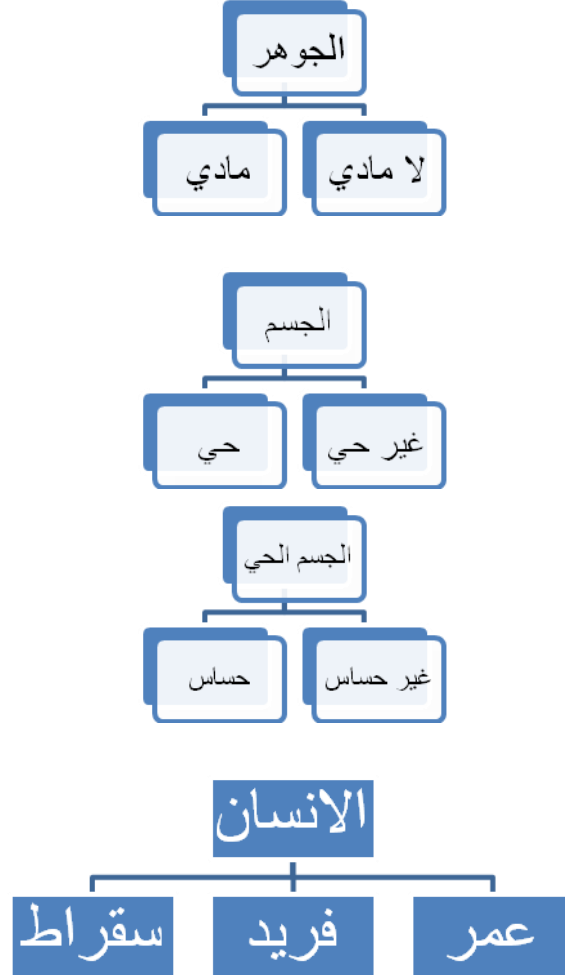 الجوهر
لا مادي
مادي
الجسم
غير حي
حي
الجسم الحي
غير حساس
حساس
الانسان
عمر
فريد
سقراط